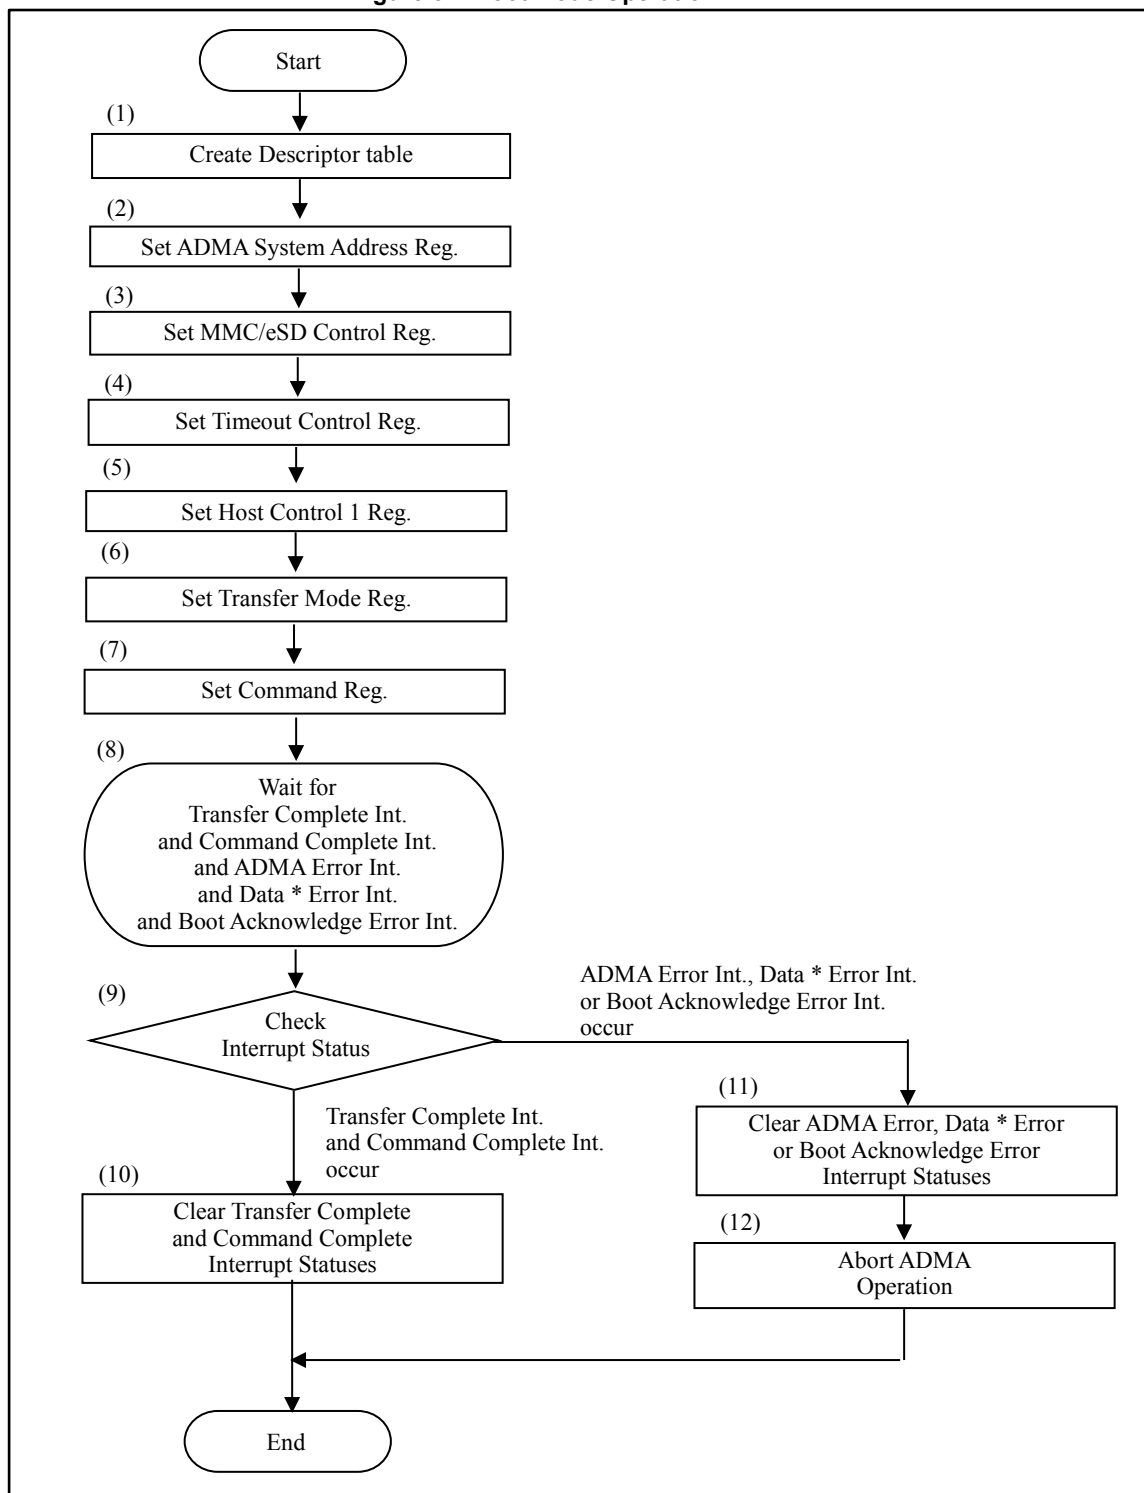 Start
(1)
Create Descriptor table
(2)
Set ADMA System Address Reg.
(3)
Set MMC/eSD Control Reg.
(4)
Set Timeout Control Reg.
(5)
Set Host Control 1 Reg.
(6)
Set Transfer Mode Reg.
(7)
Set Command Reg.
(8)
Wait for
Transfer Complete Int.
and Command Complete Int.
and ADMA Error Int.
and Data * Error Int.
and Boot Acknowledge Error Int.
(9)
Check
Interrupt Status
ADMA Error Int., Data * Error Int.
or Boot Acknowledge Error Int.
occur
Transfer Complete Int.
and Command Complete Int.
occur
(10)
Clear Transfer Complete
and Command Complete
Interrupt Statuses
(11)
Clear ADMA Error, Data * Error
or Boot Acknowledge Error
Interrupt Statuses
(12)
Abort ADMA
Operation
End